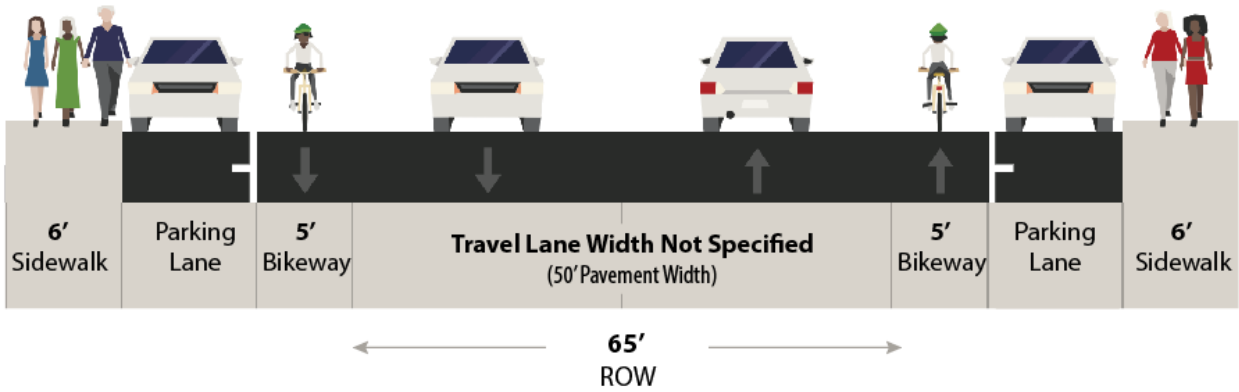 6′
Sidewalk
Parking
Lane
5′
Bikeway
Travel Lane Width Not Specified
(50′ Pavement Width)
5′
Bikeway
Parking
Lane
6′
Sidewalk
65′
ROW